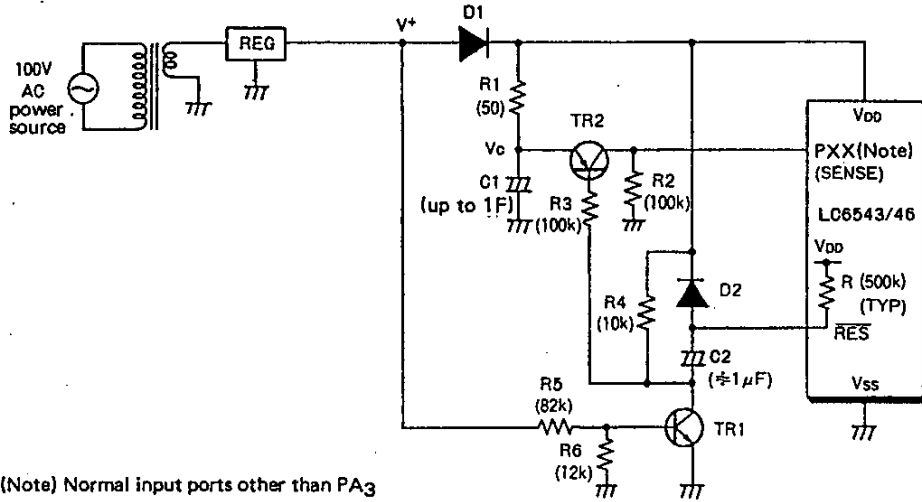 100V
AC
power
source
REG
V+
D1
R1
(50)
Vc
C1
(up to 1F)
TR2
R3
(100k)
R2
(100k)
VDD
PXX(Note)
(SENSE)
LC6543/46
VDD
R (500k)
(TYP)
RES
VSS
R4
(10k)
D2
C2
(≑1μF)
R5
(82k)
R6
(12k)
TR1
(Note) Normal input ports other than PA3